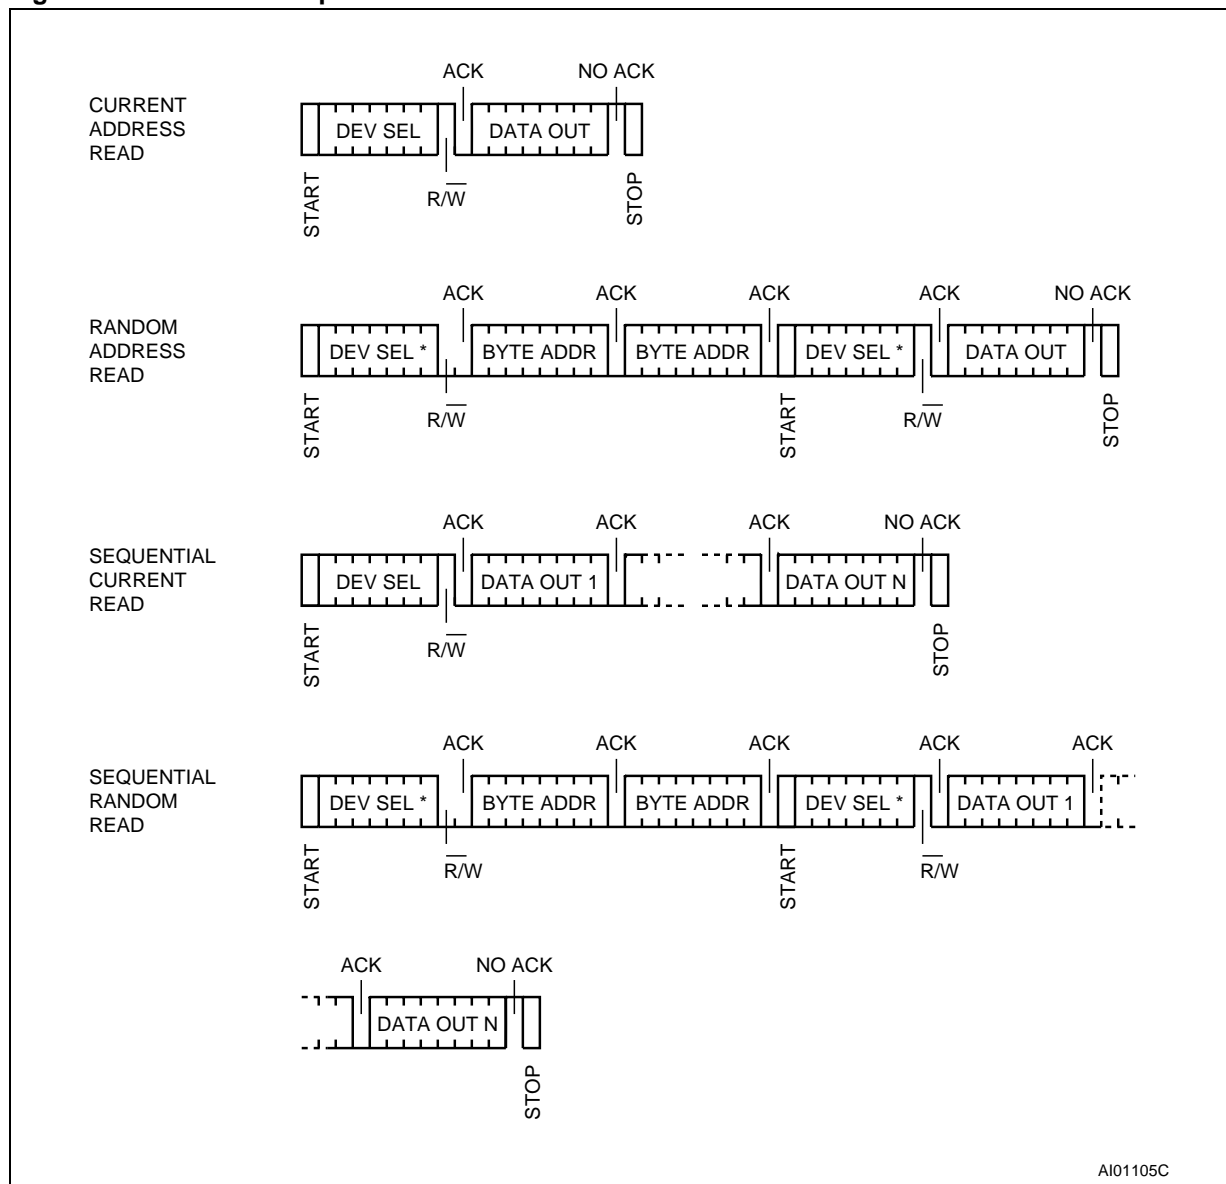 ACK NO ACK
CURRENT
ADDRESS
READ
DEV SEL DATA OUT
START R/W̅ STOP
ACK ACK ACK ACK NO ACK
RANDOM
ADDRESS
READ
DEV SEL * BYTE ADDR BYTE ADDR DEV SEL * DATA OUT
START R/W̅ START R/W̅ STOP
ACK ACK ACK NO ACK
SEQUENTIAL
CURRENT
READ
DEV SEL DATA OUT 1 DATA OUT N
START R/W̅ STOP
ACK ACK ACK ACK ACK
SEQUENTIAL
RANDOM
READ
DEV SEL * BYTE ADDR BYTE ADDR DEV SEL * DATA OUT 1
START R̅/W START R̅/W
ACK NO ACK
DATA OUT N
STOP
AI01105C